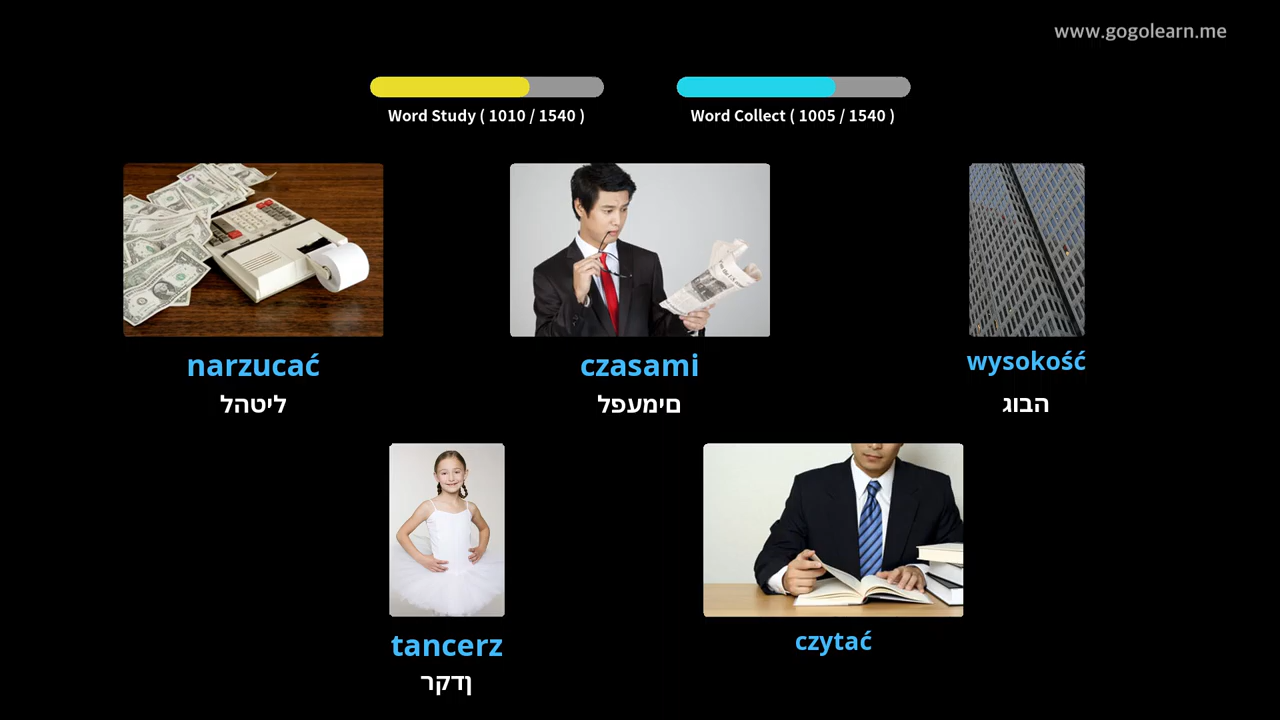 www.gogolearn.me
Word Study ( 1010 / 1540 )
Word Collect ( 1005 / 1540 )
narzucać
להטיל
czasami
לפעמים
wysokość
גובה
tancerz
רקדן
czytać